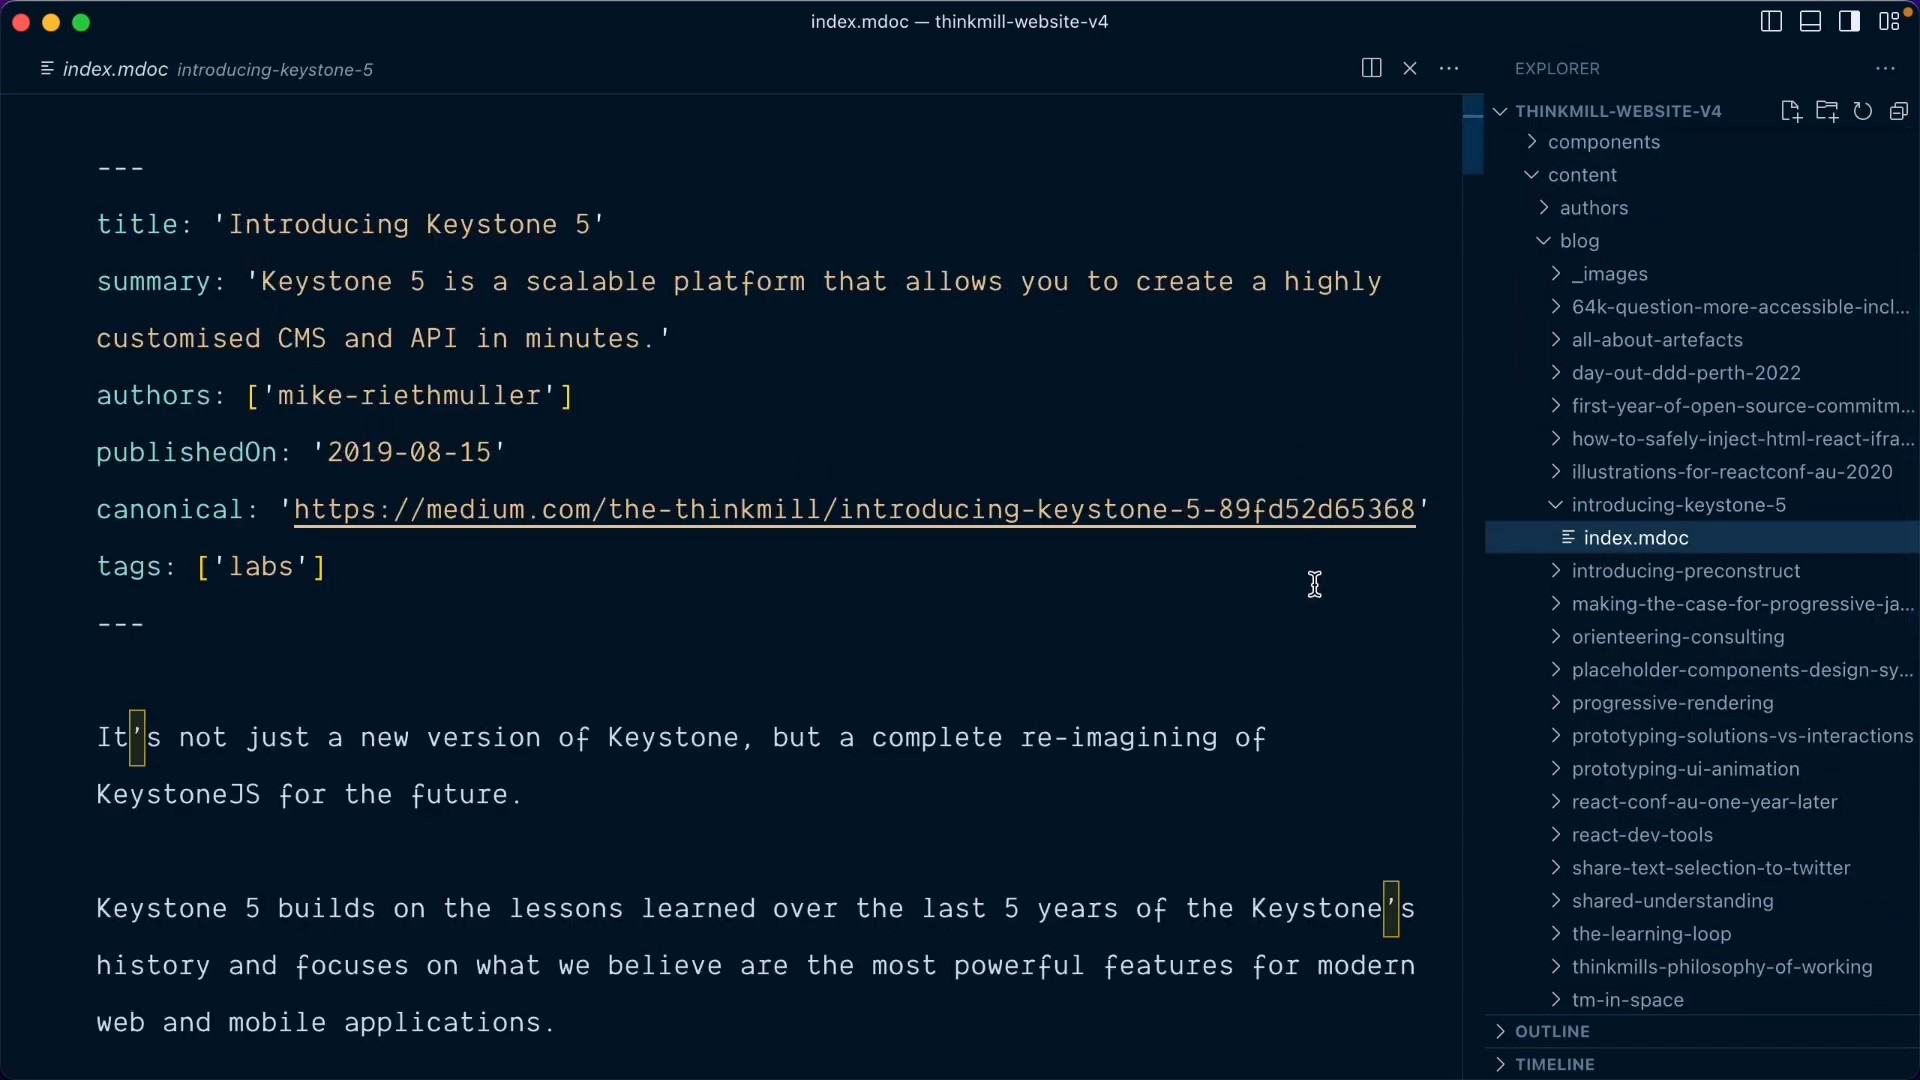 index.mdoc — thinkmill-website-v4
index.mdoc introducing-keystone-5
---
title: 'Introducing Keystone 5'
summary: 'Keystone 5 is a scalable platform that allows you to create a highly
customised CMS and API in minutes.'
authors: ['mike-riethmuller']
publishedOn: '2019-08-15'
canonical: 'https://medium.com/the-thinkmill/introducing-keystone-5-89fd52d65368'
tags: ['labs']
---
It’s not just a new version of Keystone, but a complete re-imagining of
KeystoneJS for the future.
Keystone 5 builds on the lessons learned over the last 5 years of the Keystone’s
history and focuses on what we believe are the most powerful features for modern
web and mobile applications.
EXPLORER
THINKMILL-WEBSITE-V4
components
content
authors
blog
_images
64k-question-more-accessible-incl...
all-about-artefacts
day-out-ddd-perth-2022
first-year-of-open-source-commitm...
how-to-safely-inject-html-react-ifra...
illustrations-for-reactconf-au-2020
introducing-keystone-5
index.mdoc
introducing-preconstruct
making-the-case-for-progressive-ja...
orienteering-consulting
placeholder-components-design-sy...
progressive-rendering
prototyping-solutions-vs-interactions
prototyping-ui-animation
react-conf-au-one-year-later
react-dev-tools
share-text-selection-to-twitter
shared-understanding
the-learning-loop
thinkmills-philosophy-of-working
tm-in-space
OUTLINE
TIMELINE